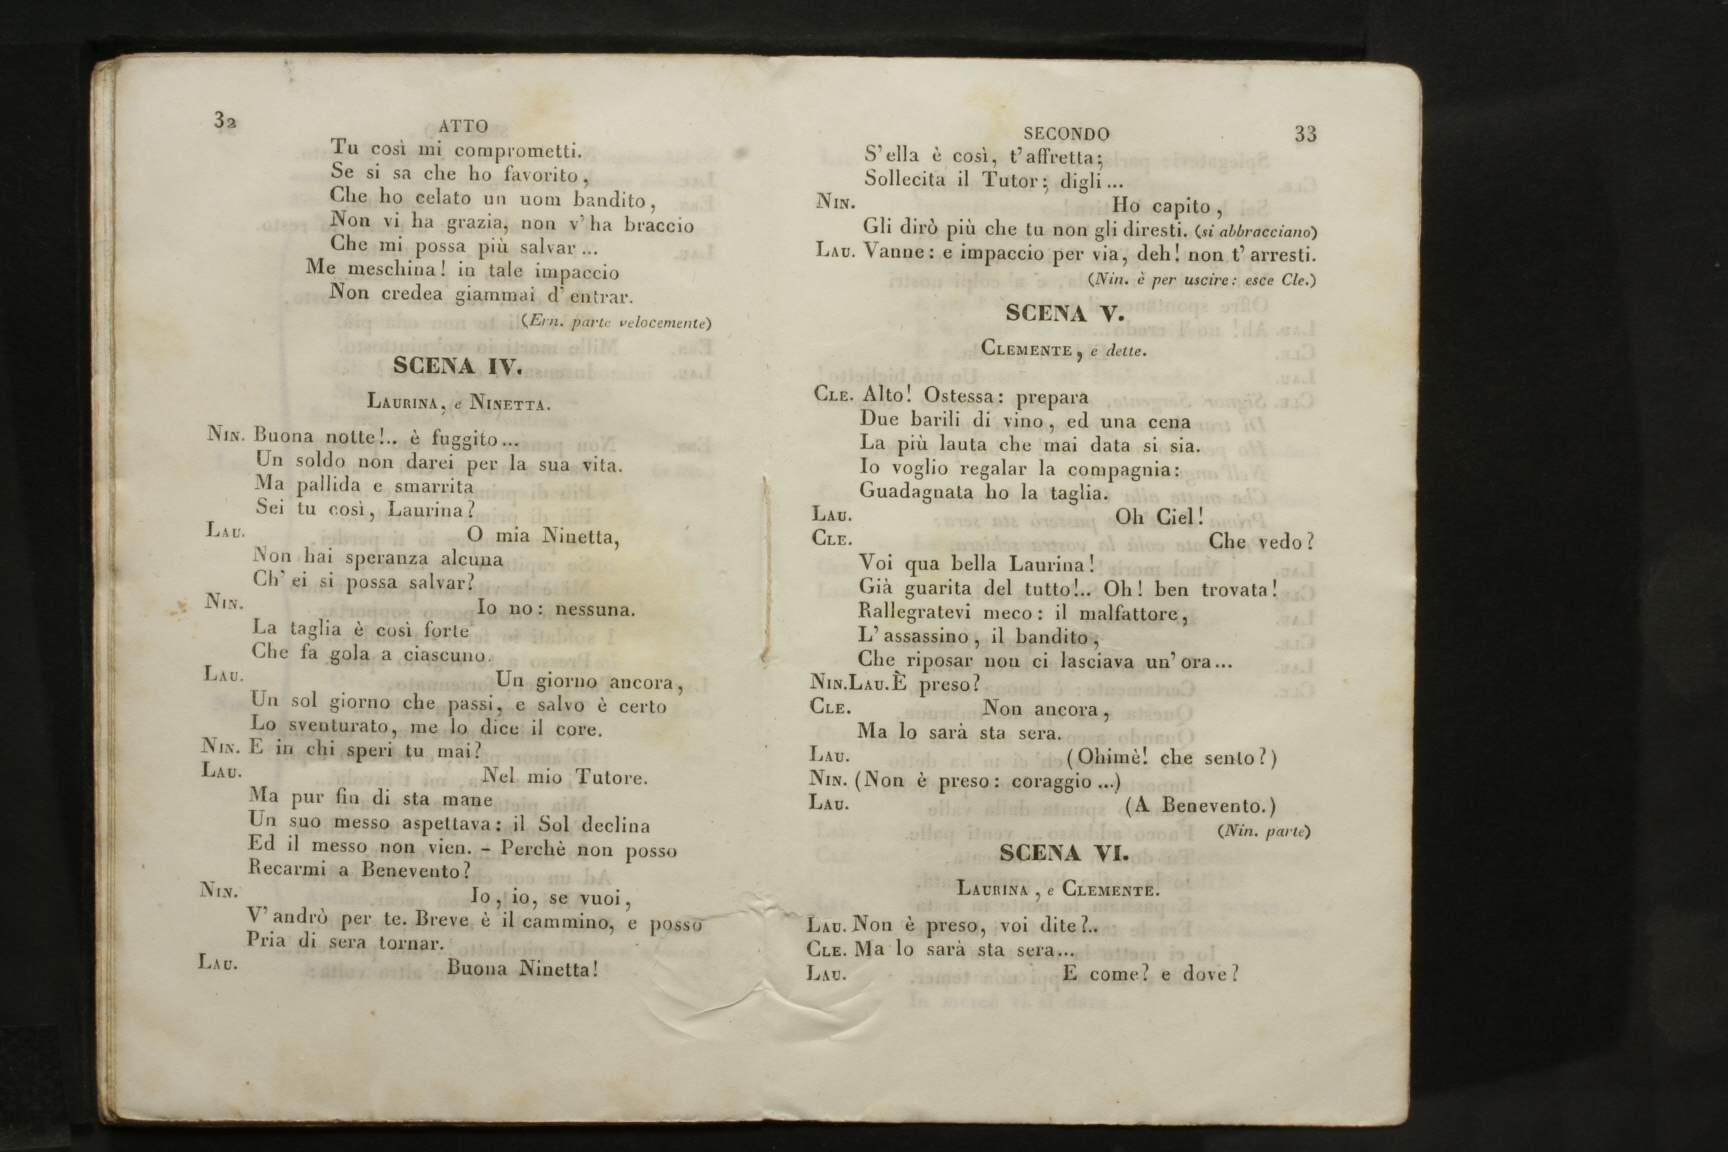 32
ATTO
Tu così mi comprometti.
Se si sa che ho favorito,
Che ho celato un uom bandito,
Non vi ha grazia, non v'ha braccio
Che mi possa più salvar...
Me meschina! in tale impaccio
Non credea giammai d'entrar.
(Ern. parte velocemente)
SCENA IV.
LAURINA, e NINETTA.
NIN. Buona notte!.. è fuggito...
Un soldo non darei per la sua vita.
Ma pallida e smarrita
Sei tu così, Laurina?
LAU. O mia Ninetta,
Non hai speranza alcuna
Ch'ei si possa salvar?
NIN. Io no: nessuna.
La taglia è così forte
Che fa gola a ciascuno.
LAU. Un giorno ancora,
Un sol giorno che passi, e salvo è certo
Lo sventurato, me lo dice il core.
NIN. E in chi speri tu mai?
LAU. Nel mio Tutore.
Ma pur fin di sta mane
Un suo messo aspettava: il Sol declina
Ed il messo non vien. - Perchè non posso
Recarmi a Benevento?
NIN. Io, io, se vuoi,
V'andrò per te. Breve è il cammino, e posso
Pria di sera tornar.
LAU. Buona Ninetta!
SECONDO
33
S'ella è così, t'affretta;
Sollecita il Tutor; digli...
NIN. Ho capito,
Gli dirò più che tu non gli diresti. (si abbracciano)
LAU. Vanne: e impaccio per via, deh! non t'arresti.
(Nin. è per uscire: esce Cle.)
SCENA V.
CLEMENTE, e dette.
CLE. Alto! Ostessa: prepara
Due barili di vino, ed una cena
La più lauta che mai data si sia.
Io voglio regalar la compagnia:
Guadagnata ho la taglia.
LAU. Oh Ciel!
CLE. Che vedo?
Voi qua bella Laurina!
Già guarita del tutto!.. Oh! ben trovata!
Rallegratevi meco: il malfattore,
L'assassino, il bandito,
Che riposar non ci lasciava un'ora...
NIN.LAU. È preso?
CLE. Non ancora,
Ma lo sarà sta sera.
LAU. (Ohimè! che sento?)
NIN. (Non è preso: coraggio...)
LAU. (A Benevento.)
(Nin. parte)
SCENA VI.
LAURINA, e CLEMENTE.
LAU. Non è preso, voi dite?..
CLE. Ma lo sarà sta sera...
LAU. E come? e dove?